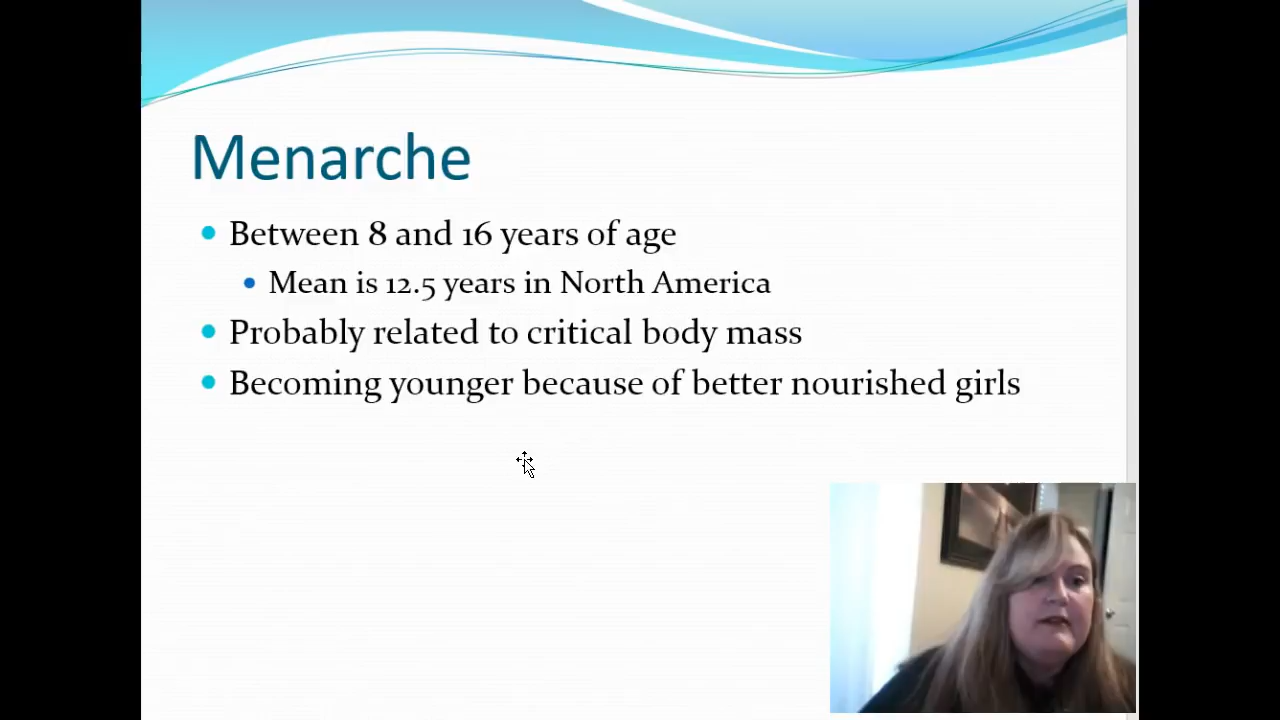 Menarche
Between 8 and 16 years of age
Mean is 12.5 years in North America
Probably related to critical body mass
Becoming younger because of better nourished girls